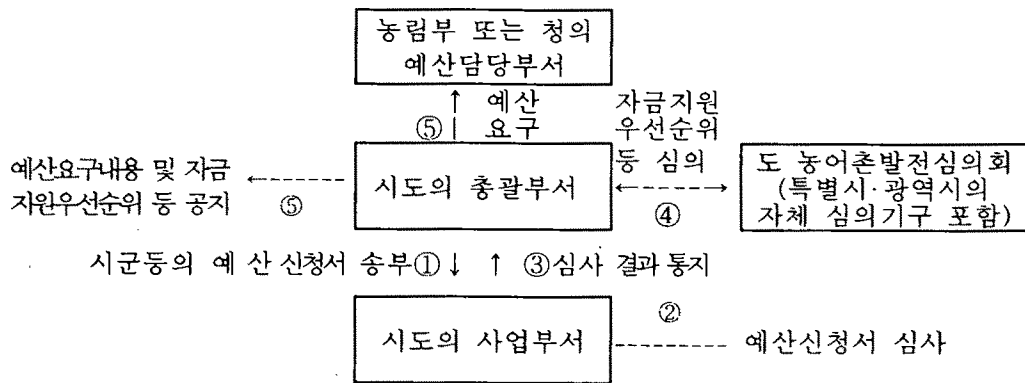 농림부 또는 청의
예산담당부서
↑ 예산 자금지원
⑤ 요구 우선순위
등 심의
예산요구내용 및 자금
지원우선순위 등 공지
⑤
시도의 총괄부서
④
도 농어촌발전심의회
(특별시·광역시의
자체 심의기구 포함)
시군등의 예 산 신청서 송부 ① ↓ ↑ ③ 심사 결과 통지
②
시도의 사업부서
예산신청서 심사